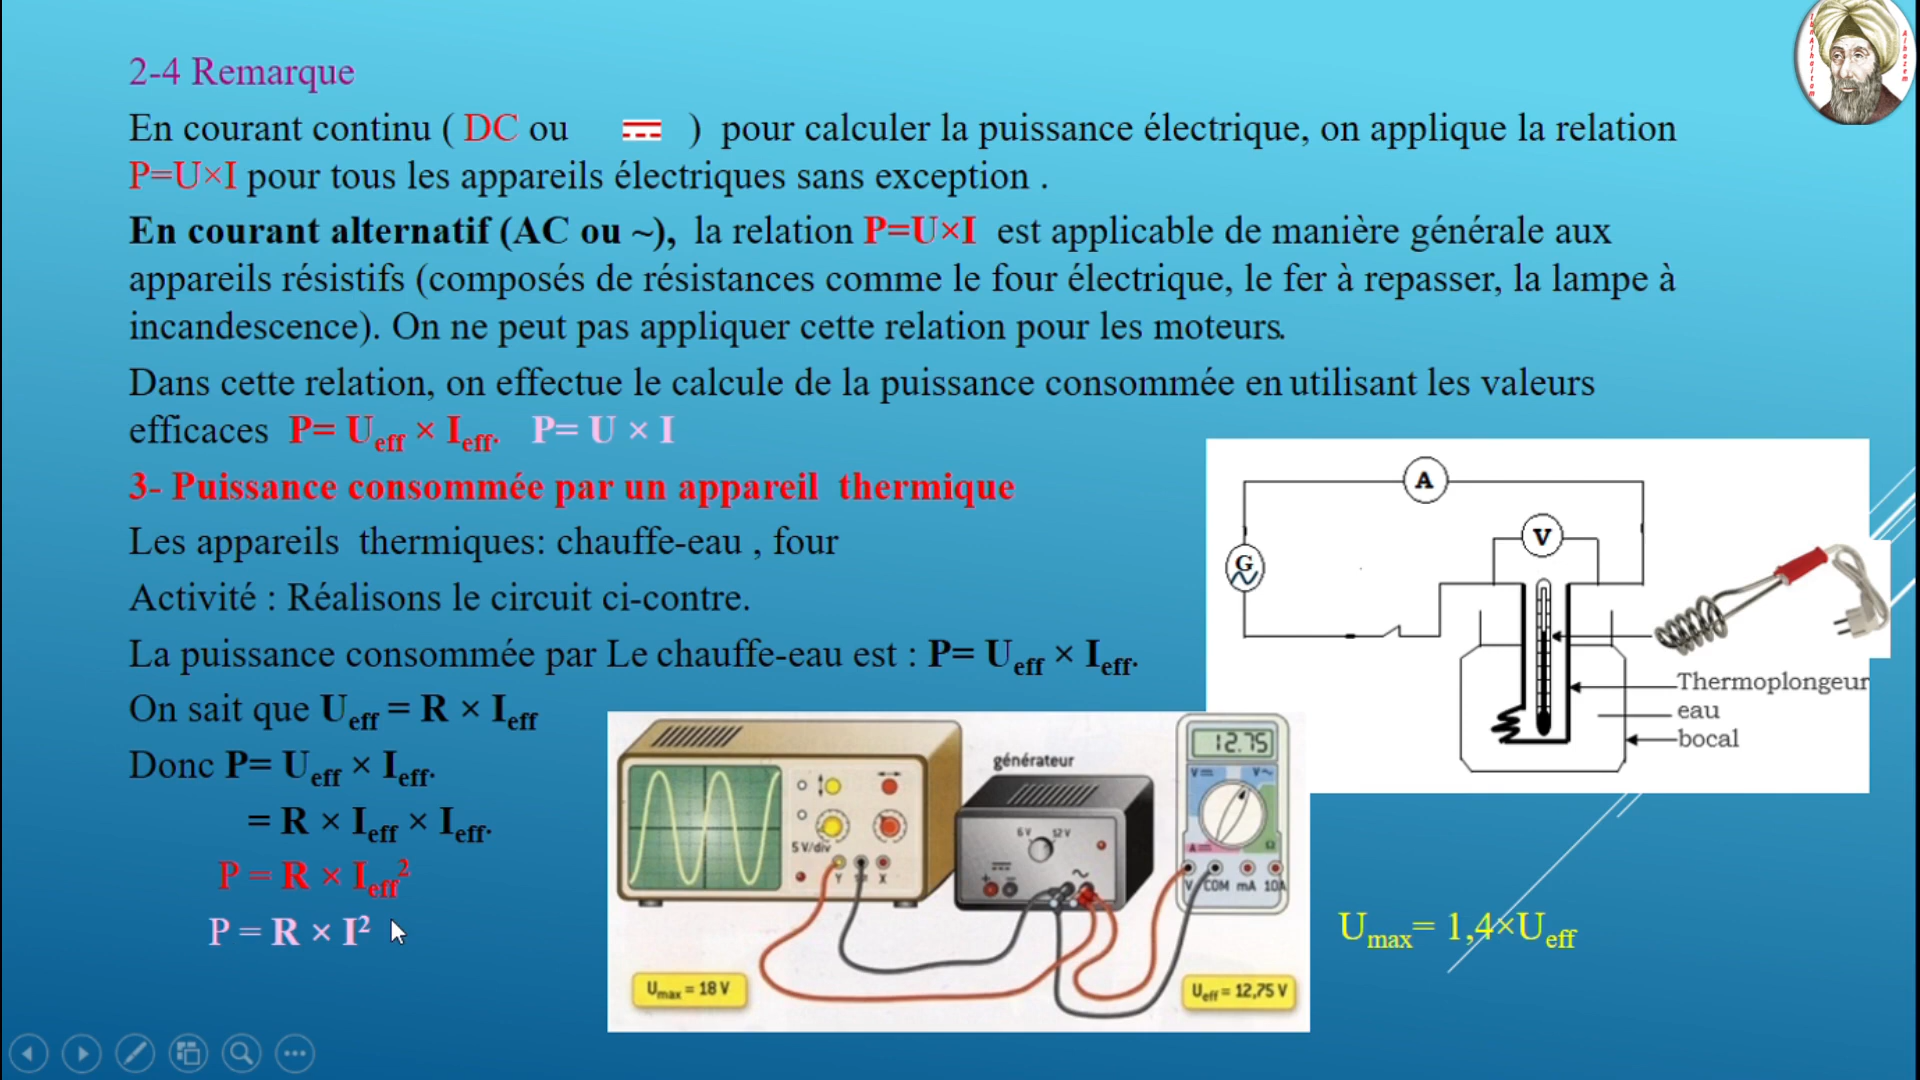 2-4 Remarque
En courant continu ( DC ou ) pour calculer la puissance électrique, on applique la relation
P=U×I pour tous les appareils électriques sans exception .
En courant alternatif (AC ou ~), la relation P=U×I est applicable de manière générale aux
appareils résistifs (composés de résistances comme le four électrique, le fer à repasser, la lampe à
incandescence). On ne peut pas appliquer cette relation pour les moteurs.
Dans cette relation, on effectue le calcule de la puissance consommée en utilisant les valeurs
efficaces P= Ueff × Ieff. P= U × I
3- Puissance consommée par un appareil thermique
Les appareils thermiques: chauffe-eau , four
Activité : Réalisons le circuit ci-contre.
La puissance consommée par Le chauffe-eau est : P= Ueff × Ieff.
On sait que Ueff = R × Ieff
Donc P= Ueff × Ieff.
= R × Ieff × Ieff.
P = R × Ieff²
P = R × I²
A
V
G
Thermoplongeur
eau
bocal
générateur
12.75
V
V~
6 V 12 V
5 V/div
Y X
+ −
~
A
Ω
V COM mA 10A
Umax = 18 V
Ueff = 12,75 V
Umax= 1,4×Ueff
Ibn Alhaitam
Alhazem